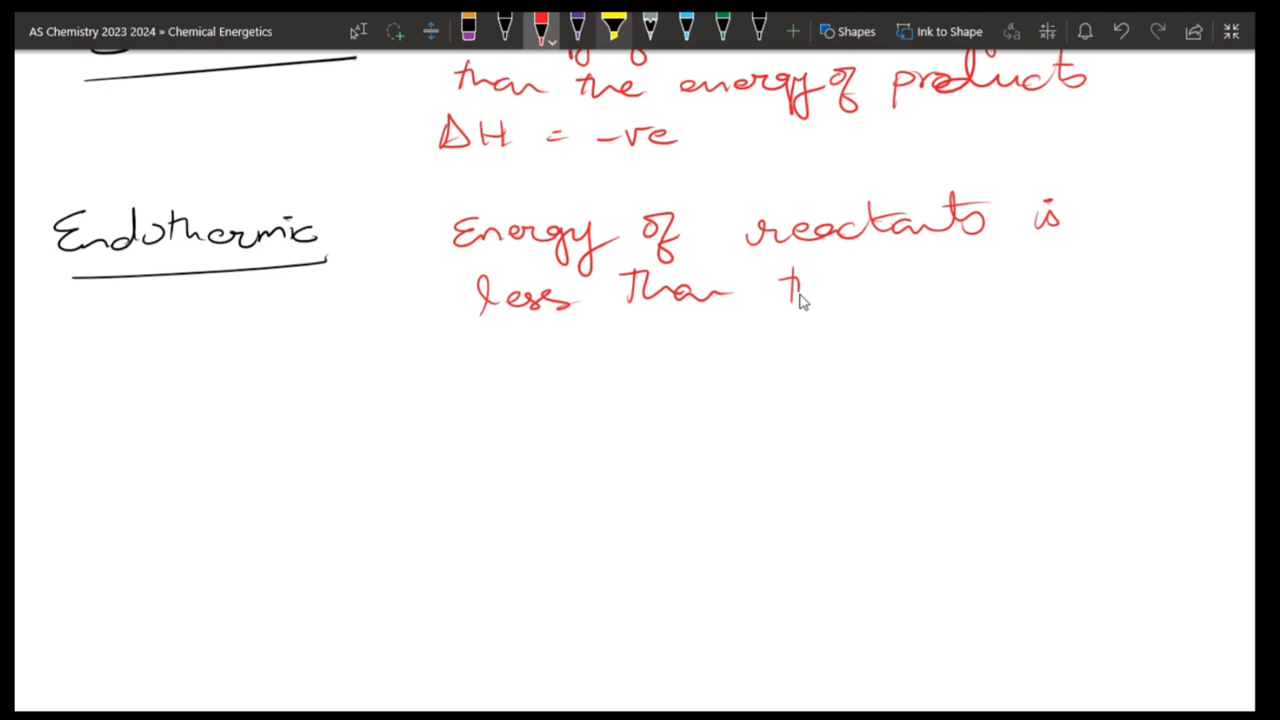 AS Chemistry 2023 2024 » Chemical Energetics
Shapes
Ink to Shape
than the energy of products
ΔH = -ve
Endothermic
Energy of reactants is
less than t